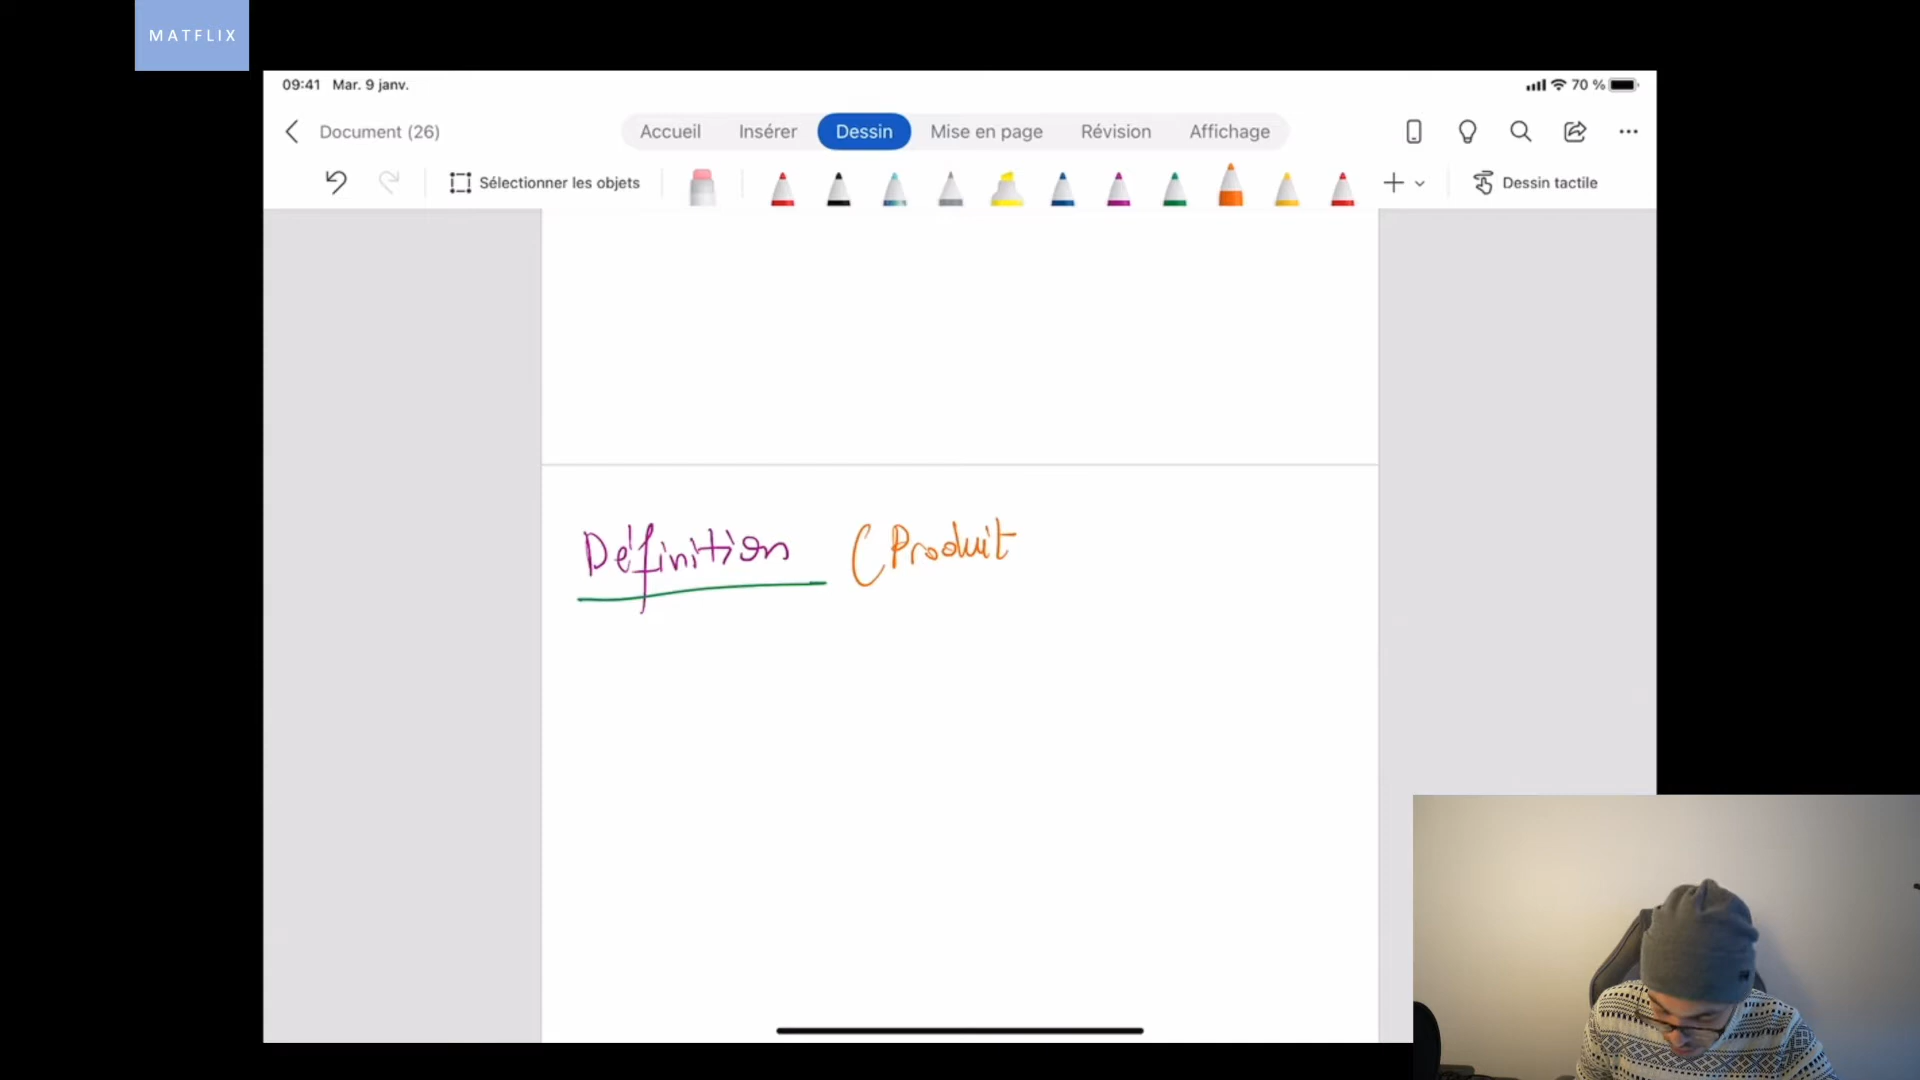 MATFLIX
09:41 Mar. 9 janv.
70 %
Document (26)
Accueil Insérer Dessin Mise en page Révision Affichage
Sélectionner les objets
Dessin tactile
Définition (Produit